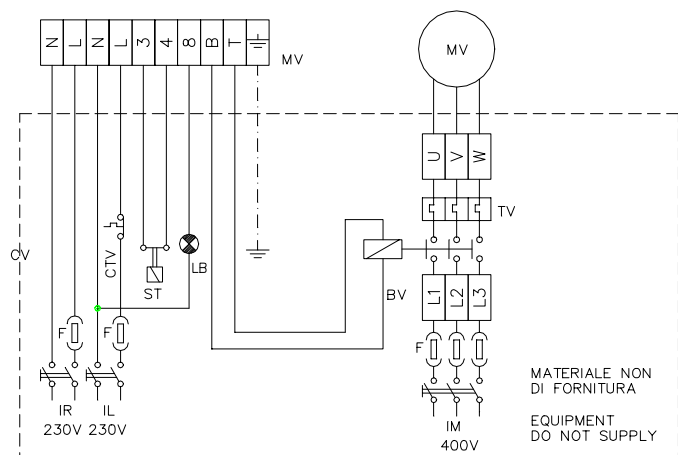 N L N L 3 4 8 B T
MV
MV
U V W
TV
CV
CTV
ST
LB
BV
L1 L2 L3
F
F
F
IR
230V
IL
230V
IM
400V
MATERIALE NON
DI FORNITURA
EQUIPMENT
DO NOT SUPPLY